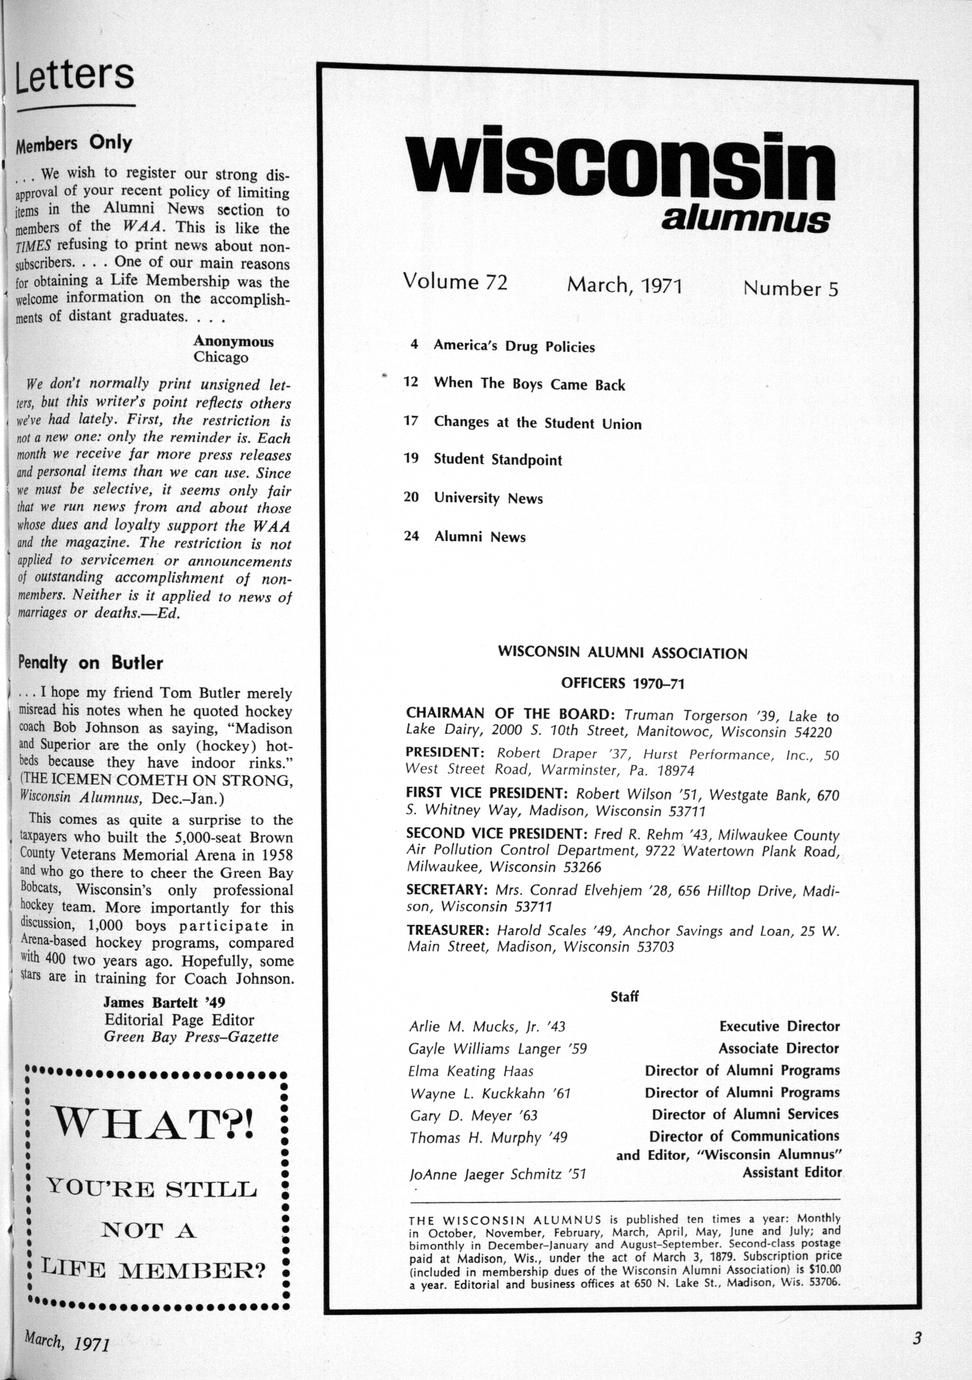 Letters
Members Only
. . . We wish to register our strong dis-
approval of your recent policy of limiting
items in the Alumni News section to
members of the WAA. This is like the
TIMES refusing to print news about non-
subscribers. . . . One of our main reasons
for obtaining a Life Membership was the
welcome information on the accomplish-
ments of distant graduates. . . .
Anonymous
Chicago
We don't normally print unsigned let-
ters, but this writer's point reflects others
we've had lately. First, the restriction is
not a new one: only the reminder is. Each
month we receive far more press releases
and personal items than we can use. Since
we must be selective, it seems only fair
that we run news from and about those
whose dues and loyalty support the WAA
and the magazine. The restriction is not
applied to servicemen or announcements
of outstanding accomplishment of non-
members. Neither is it applied to news of
marriages or deaths.—Ed.
Penalty on Butler
. . . I hope my friend Tom Butler merely
misread his notes when he quoted hockey
coach Bob Johnson as saying, "Madison
and Superior are the only (hockey) hot-
beds because they have indoor rinks."
(THE ICEMEN COMETH ON STRONG,
Wisconsin Alumnus, Dec.–Jan.)
This comes as quite a surprise to the
taxpayers who built the 5,000-seat Brown
County Veterans Memorial Arena in 1958
and who go there to cheer the Green Bay
Bobcats, Wisconsin's only professional
hockey team. More importantly for this
discussion, 1,000 boys participate in
Arena-based hockey programs, compared
with 400 two years ago. Hopefully, some
stars are in training for Coach Johnson.
James Bartelt '49
Editorial Page Editor
Green Bay Press–Gazette
WHAT?!
YOU'RE STILL
NOT A
LIFE MEMBER?
wisconsin
alumnus
Volume 72 March, 1971 Number 5
4 America's Drug Policies
12 When The Boys Came Back
17 Changes at the Student Union
19 Student Standpoint
20 University News
24 Alumni News
WISCONSIN ALUMNI ASSOCIATION
OFFICERS 1970–71
CHAIRMAN OF THE BOARD: Truman Torgerson '39, Lake to
Lake Dairy, 2000 S. 10th Street, Manitowoc, Wisconsin 54220
PRESIDENT: Robert Draper '37, Hurst Performance, Inc., 50
West Street Road, Warminster, Pa. 18974
FIRST VICE PRESIDENT: Robert Wilson '51, Westgate Bank, 670
S. Whitney Way, Madison, Wisconsin 53711
SECOND VICE PRESIDENT: Fred R. Rehm '43, Milwaukee County
Air Pollution Control Department, 9722 Watertown Plank Road,
Milwaukee, Wisconsin 53266
SECRETARY: Mrs. Conrad Elvehjem '28, 656 Hilltop Drive, Madi-
son, Wisconsin 53711
TREASURER: Harold Scales '49, Anchor Savings and Loan, 25 W.
Main Street, Madison, Wisconsin 53703
Staff
Arlie M. Mucks, Jr. '43 Executive Director
Gayle Williams Langer '59 Associate Director
Elma Keating Haas Director of Alumni Programs
Wayne L. Kuckkahn '61 Director of Alumni Programs
Gary D. Meyer '63 Director of Alumni Services
Thomas H. Murphy '49 Director of Communications
and Editor, "Wisconsin Alumnus"
JoAnne Jaeger Schmitz '51 Assistant Editor
THE WISCONSIN ALUMNUS is published ten times a year: Monthly
in October, November, February, March, April, May, June and July; and
bimonthly in December–January and August–September. Second-class postage
paid at Madison, Wis., under the act of March 3, 1879. Subscription price
(included in membership dues of the Wisconsin Alumni Association) is $10.00
a year. Editorial and business offices at 650 N. Lake St., Madison, Wis. 53706.
March, 1971
3